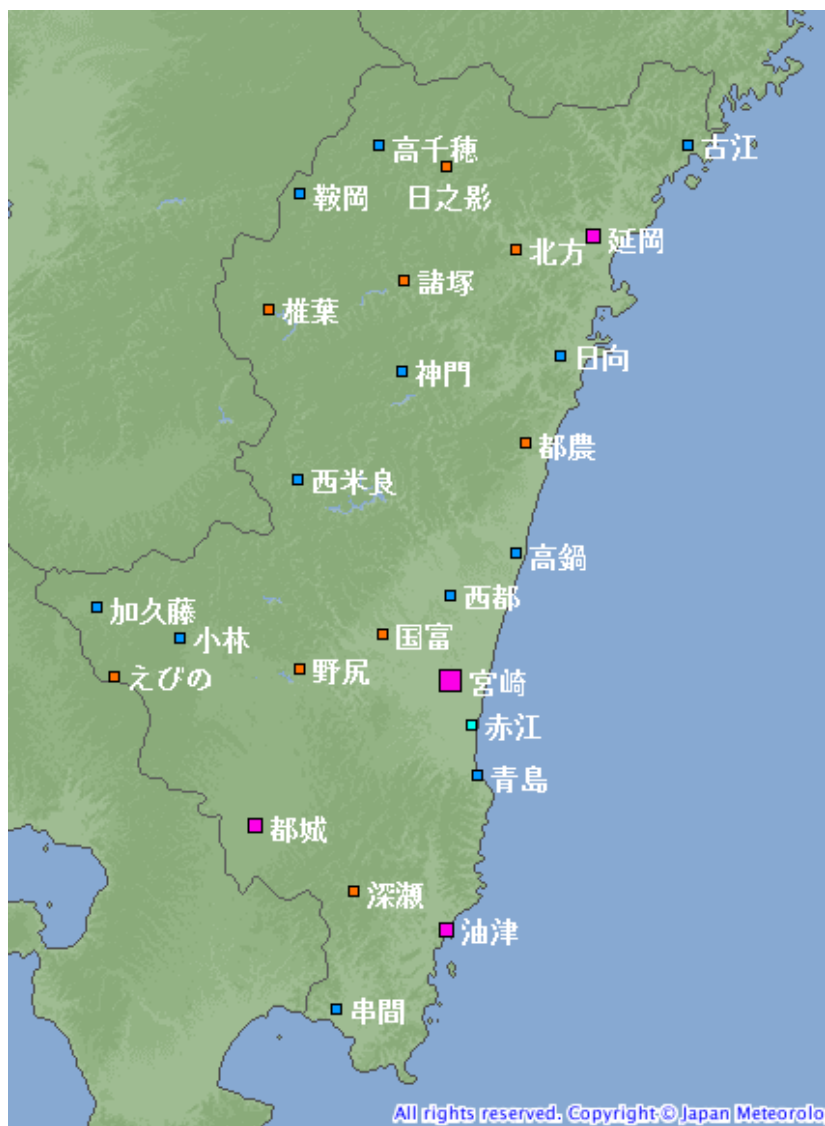 高千穂
古江
鞍岡
日之影
延岡
北方
諸塚
椎葉
日向
神門
都農
西米良
高鍋
西都
加久藤
小林
国富
えびの
野尻
宮崎
赤江
青島
都城
深瀬
油津
串間
All rights reserved. Copyright © Japan Meteorolo